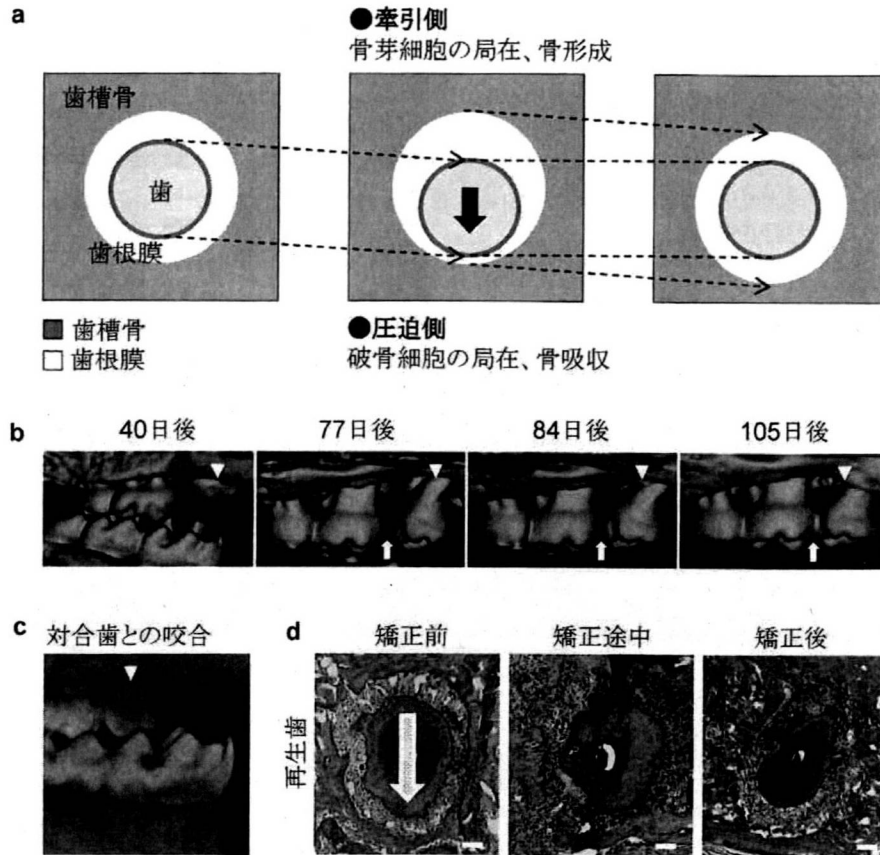 a
●牽引側
骨芽細胞の局在、骨形成
歯槽骨
歯
歯根膜
■ 歯槽骨
□ 歯根膜
●圧迫側
破骨細胞の局在、骨吸収
b
40日後
77日後
84日後
105日後
c
対合歯との咬合
d
矯正前
矯正途中
矯正後
再生歯